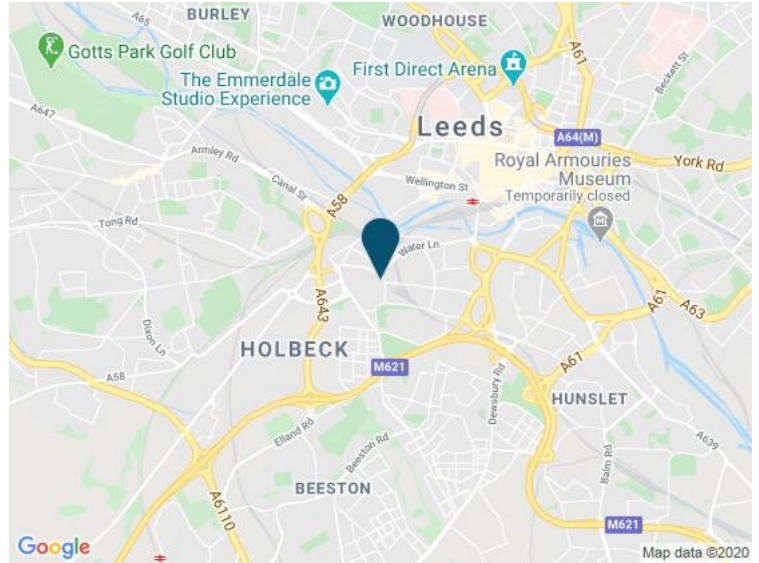 BURLEY
A65
WOODHOUSE
A61
Gotts Park Golf Club
First Direct Arena
The Emmerdale
Studio Experience
Beckett St
A647
Leeds
A64(M)
Armley Rd
York Rd
Royal Armouries
Museum
Temporarily closed
Canal St
A58
Wellington St
Tong Rd
Water Ln
A643
A61
A63
Dixon Ln
HOLBECK
M621
A61
A58
Dewsbury Rd
HUNSLET
Elland Rd
Beeston Rd
A639
Balm Rd
BEESTON
A6110
M621
Google
Map data ©2020